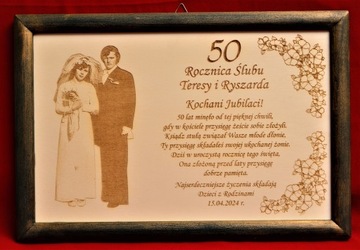 50
Rocznica Ślubu
Teresy i Ryszarda
Kochani Jubilaci!
50 lat minęło od tej pięknej chwili,
gdy w kościele przysięgę żeście sobie złożyli.
Ksiądz stułą związał Wasze młode dłonie,
Ty przysięgę składałeś swojej ukochanej żonie.
Dziś w uroczystą rocznicę tego święta,
Ona złożoną przed laty przysięgę
dobrze pamięta.
Najserdeczniejsze życzenia składają
Dzieci z Rodzinami
15.04.2024 r.